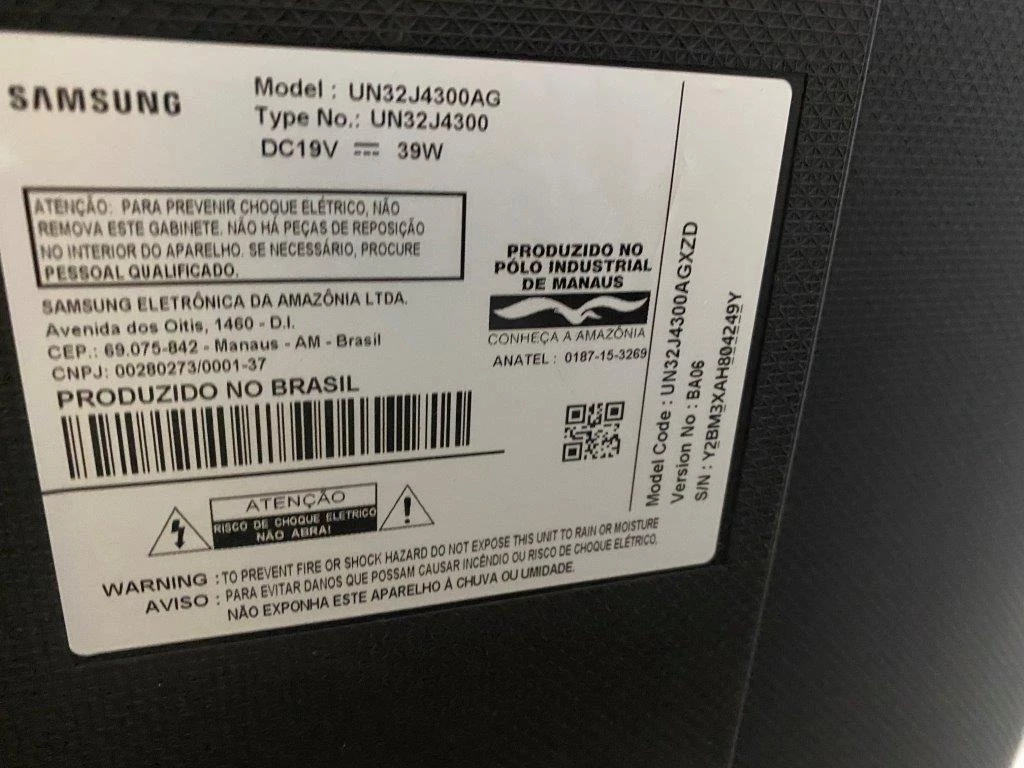 SAMSUNG
Model : UN32J4300AG
Type No.: UN32J4300
DC19V ⎓ 39W
ATENÇÃO: PARA PREVENIR CHOQUE ELÉTRICO, NÃO
REMOVA ESTE GABINETE. NÃO HÁ PEÇAS DE REPOSIÇÃO
NO INTERIOR DO APARELHO. SE NECESSÁRIO, PROCURE
PESSOAL QUALIFICADO.
SAMSUNG ELETRÔNICA DA AMAZÔNIA LTDA.
Avenida dos Oitis, 1460 - D.I.
CEP.: 69.075-842 - Manaus - AM - Brasil
CNPJ: 00280273/0001-37
PRODUZIDO NO BRASIL
PRODUZIDO NO
PÓLO INDUSTRIAL
DE MANAUS
CONHEÇA A AMAZÔNIA
ANATEL : 0187-15-3269
Model Code : UN32J4300AGXZD
Version No : BA06
S/N : Y2BM3XAH804249Y
ATENÇÃO
RISCO DE CHOQUE ELETRICO
NÃO ABRA!
WARNING : TO PREVENT FIRE OR SHOCK HAZARD DO NOT EXPOSE THIS UNIT TO RAIN OR MOISTURE
AVISO : PARA EVITAR DANOS QUE POSSAM CAUSAR INCÊNDIO OU RISCO DE CHOQUE ELÉTRICO,
NÃO EXPONHA ESTE APARELHO À CHUVA OU UMIDADE.